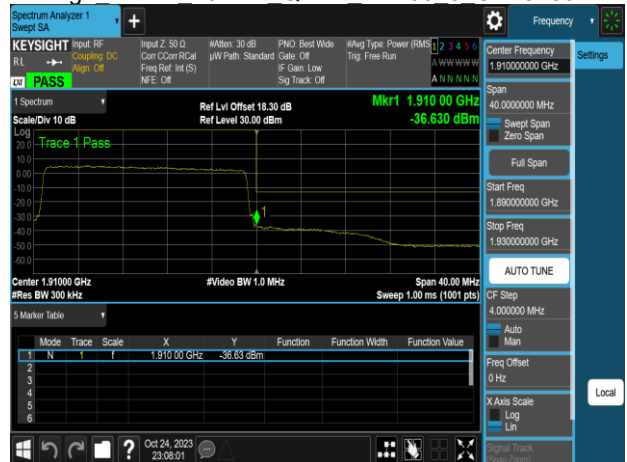 Spectrum Analyzer 1
Swept SA
Frequency
KEYSIGHT
RL
PASS
Input: RF
Coupling: DC
Align: Off
Input Z: 50 Ω
Corr CCorr RCal
Freq Ref: Int (S)
NFE: Off
#Atten: 30 dB
µW Path: Standard
PNO: Best Wide
Gate: Off
IF Gain: Low
Sig Track: Off
#Avg Type: Power (RMS
Trig: Free Run
1 2 3 4 5 6
A W W W W W
A N N N N N
Center Frequency
1.910000000 GHz
Settings
Span
40.0000000 MHz
Swept Span
Zero Span
Full Span
Start Freq
1.890000000 GHz
Stop Freq
1.930000000 GHz
AUTO TUNE
CF Step
4.000000 MHz
Auto
Man
Freq Offset
0 Hz
X Axis Scale
Log
Lin
Signal Track
(Span Zoom)
Local
1 Spectrum
Scale/Div 10 dB
Ref Lvl Offset 18.30 dB
Ref Level 30.00 dBm
Mkr1 1.910 00 GHz
-36.630 dBm
Log
Trace 1 Pass
20.0
10.0
0.00
-10.0
-20.0
-30.0
-40.0
-50.0
-60.0
1
Center 1.91000 GHz
#Res BW 300 kHz
#Video BW 1.0 MHz
Span 40.00 MHz
Sweep 1.00 ms (1001 pts)
5 Marker Table
Mode Trace Scale X Y Function Function Width Function Value
1 N 1 f 1.910 00 GHz -36.63 dBm
2
3
4
5
6
?
Oct 24, 2023
23:08:01